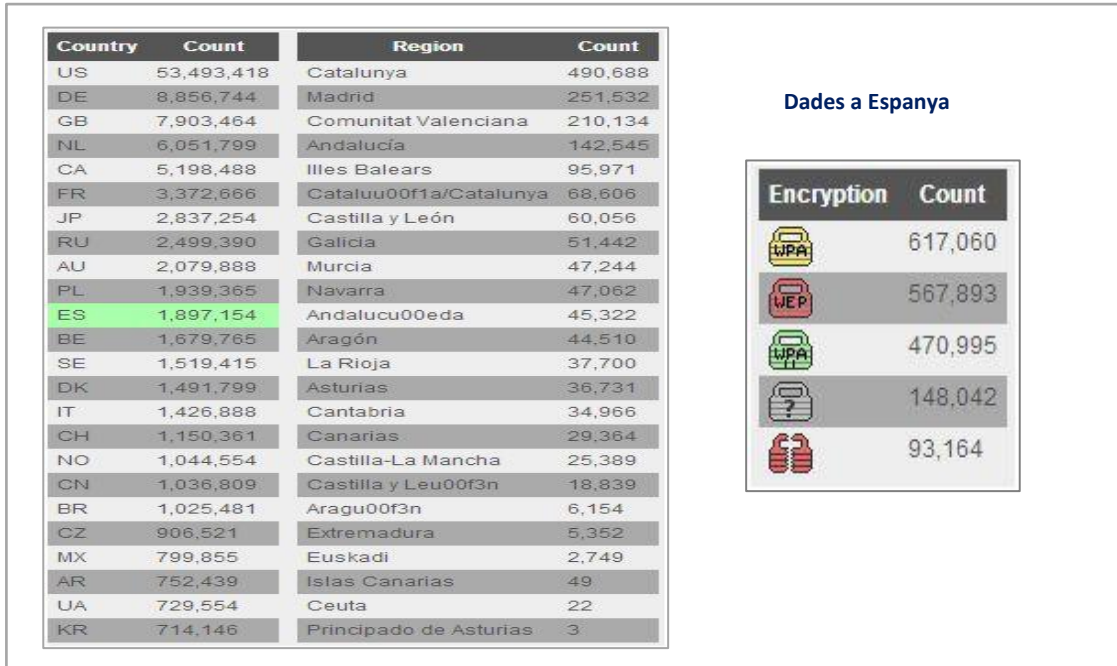 Country Count Region Count
US 53,493,418 Catalunya 490,688
DE 8,856,744 Madrid 251,532
GB 7,903,464 Comunitat Valenciana 210,134
NL 6,051,799 Andalucía 142,545
CA 5,198,488 Illes Balears 95,971
FR 3,372,666 Cataluu00f1a/Catalunya 68,606
JP 2,837,254 Castilla y León 60,056
RU 2,499,390 Galicia 51,442
AU 2,079,888 Murcia 47,244
PL 1,939,365 Navarra 47,062
ES 1,897,154 Andalucu00eda 45,322
BE 1,679,765 Aragón 44,510
SE 1,519,415 La Rioja 37,700
DK 1,491,799 Asturias 36,731
IT 1,426,888 Cantabria 34,966
CH 1,150,361 Canarias 29,364
NO 1,044,554 Castilla-La Mancha 25,389
CN 1,036,809 Castilla y Leu00f3n 18,839
BR 1,025,481 Aragu00f3n 6,154
CZ 906,521 Extremadura 5,352
MX 799,855 Euskadi 2,749
AR 752,439 Islas Canarias 49
UA 729,554 Ceuta 22
KR 714,146 Principado de Asturias 3
Dades a Espanya
Encryption Count
WPA 617,060
WEP 567,893
WPA 470,995
? 148,042
93,164